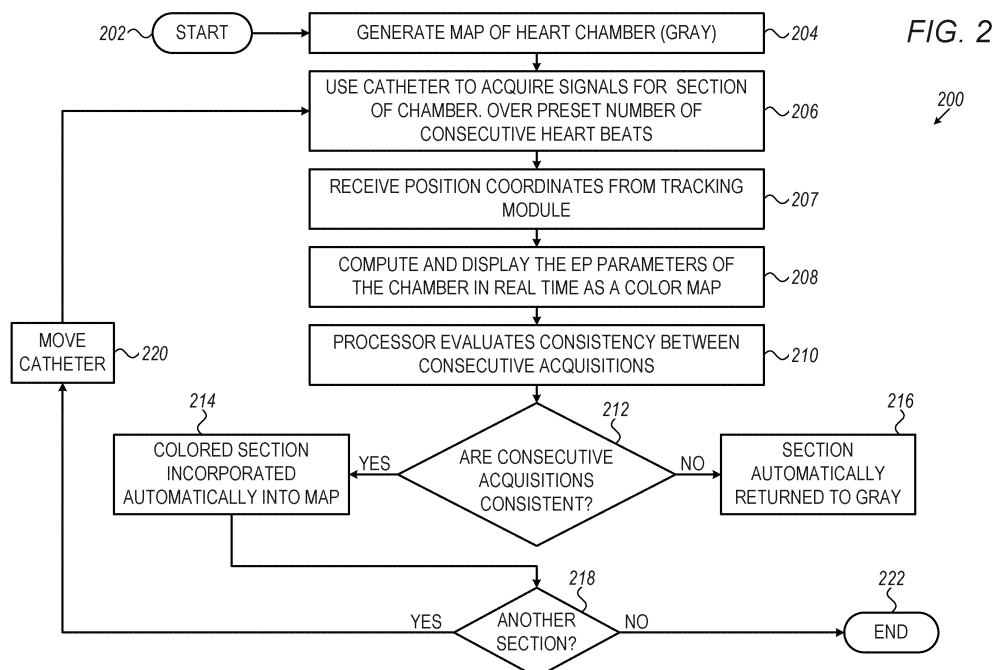 FIG. 2
200
202
START
GENERATE MAP OF HEART CHAMBER (GRAY)
204
USE CATHETER TO ACQUIRE SIGNALS FOR SECTION
OF CHAMBER. OVER PRESET NUMBER OF
CONSECUTIVE HEART BEATS
206
RECEIVE POSITION COORDINATES FROM TRACKING
MODULE
207
COMPUTE AND DISPLAY THE EP PARAMETERS OF
THE CHAMBER IN REAL TIME AS A COLOR MAP
208
PROCESSOR EVALUATES CONSISTENCY BETWEEN
CONSECUTIVE ACQUISITIONS
210
MOVE
CATHETER
220
212
ARE CONSECUTIVE
ACQUISITIONS
CONSISTENT?
YES
NO
214
COLORED SECTION
INCORPORATED
AUTOMATICALLY INTO MAP
216
SECTION
AUTOMATICALLY
RETURNED TO GRAY
218
ANOTHER
SECTION?
YES
NO
222
END